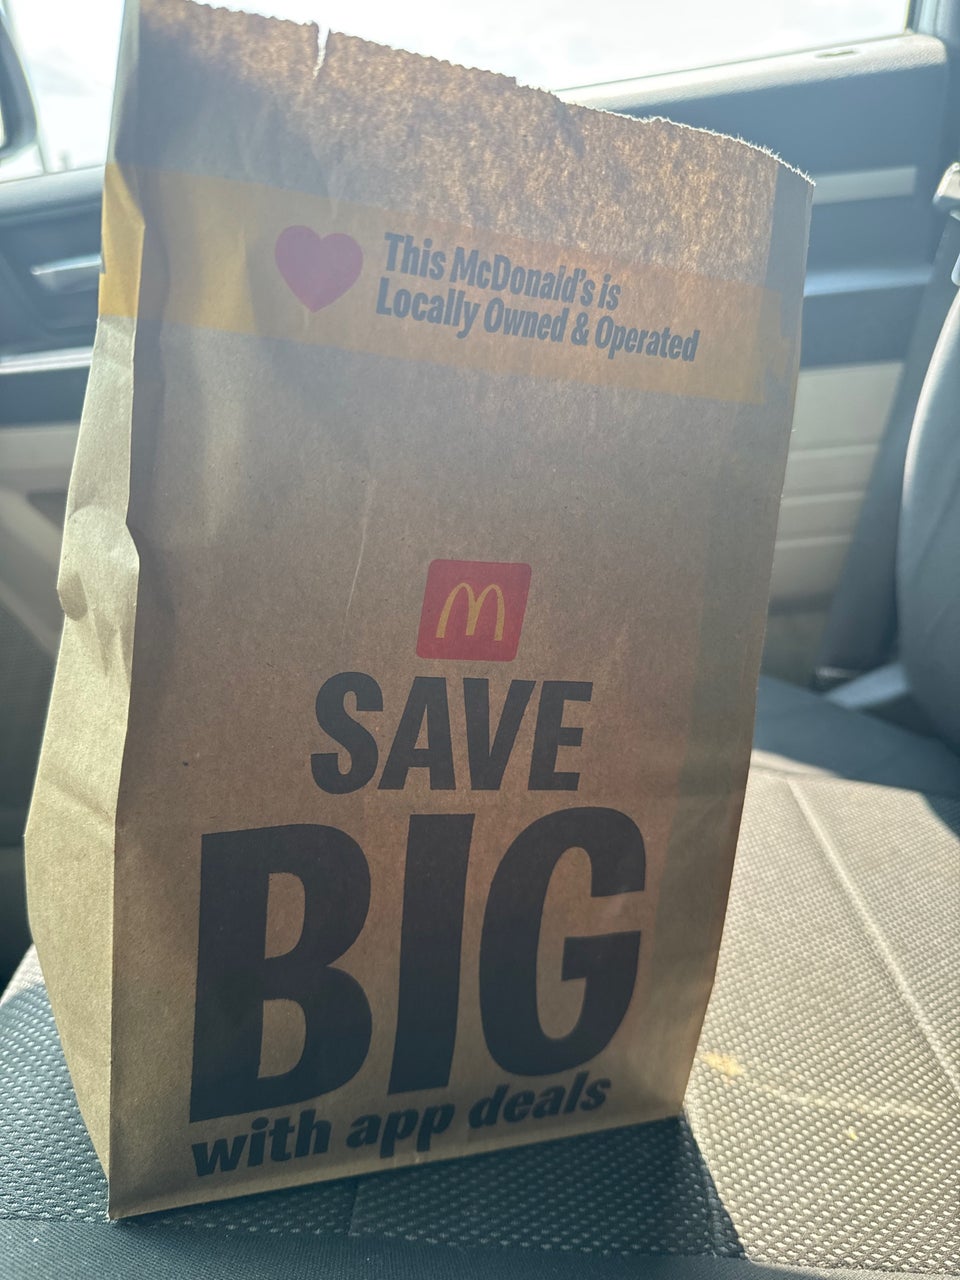 This McDonald's is
Locally Owned & Operated
SAVE
BIG
with app deals